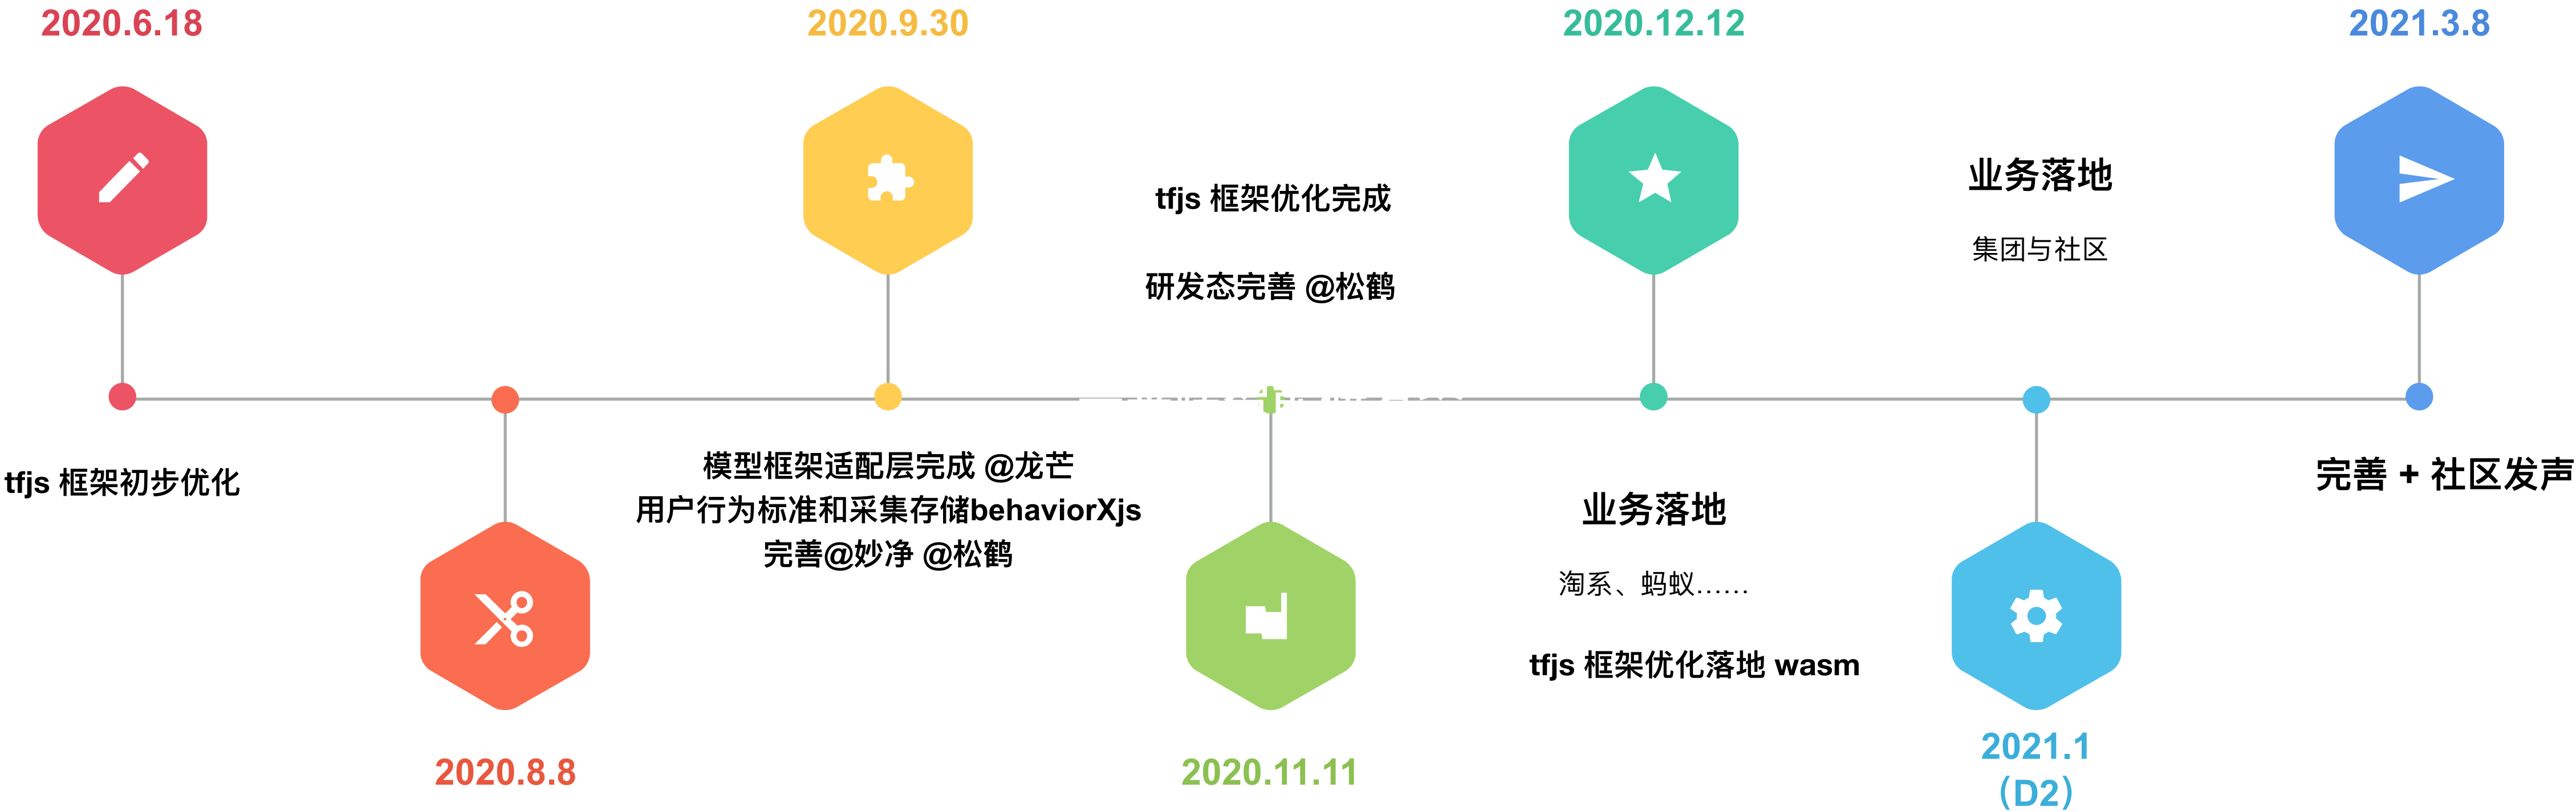 2020.6.18
2020.9.30
2020.12.12
2021.3.8
tfjs 框架优化完成
研发态完善 @松鹤
业务落地
集团与社区
tfjs 框架初步优化
模型框架适配层完成 @龙芒
用户行为标准和采集存储behaviorXjs
完善@妙净 @松鹤
业务落地
淘系、蚂蚁……
tfjs 框架优化落地 wasm
完善 + 社区发声
2020.8.8
2020.11.11
2021.1
（D2）